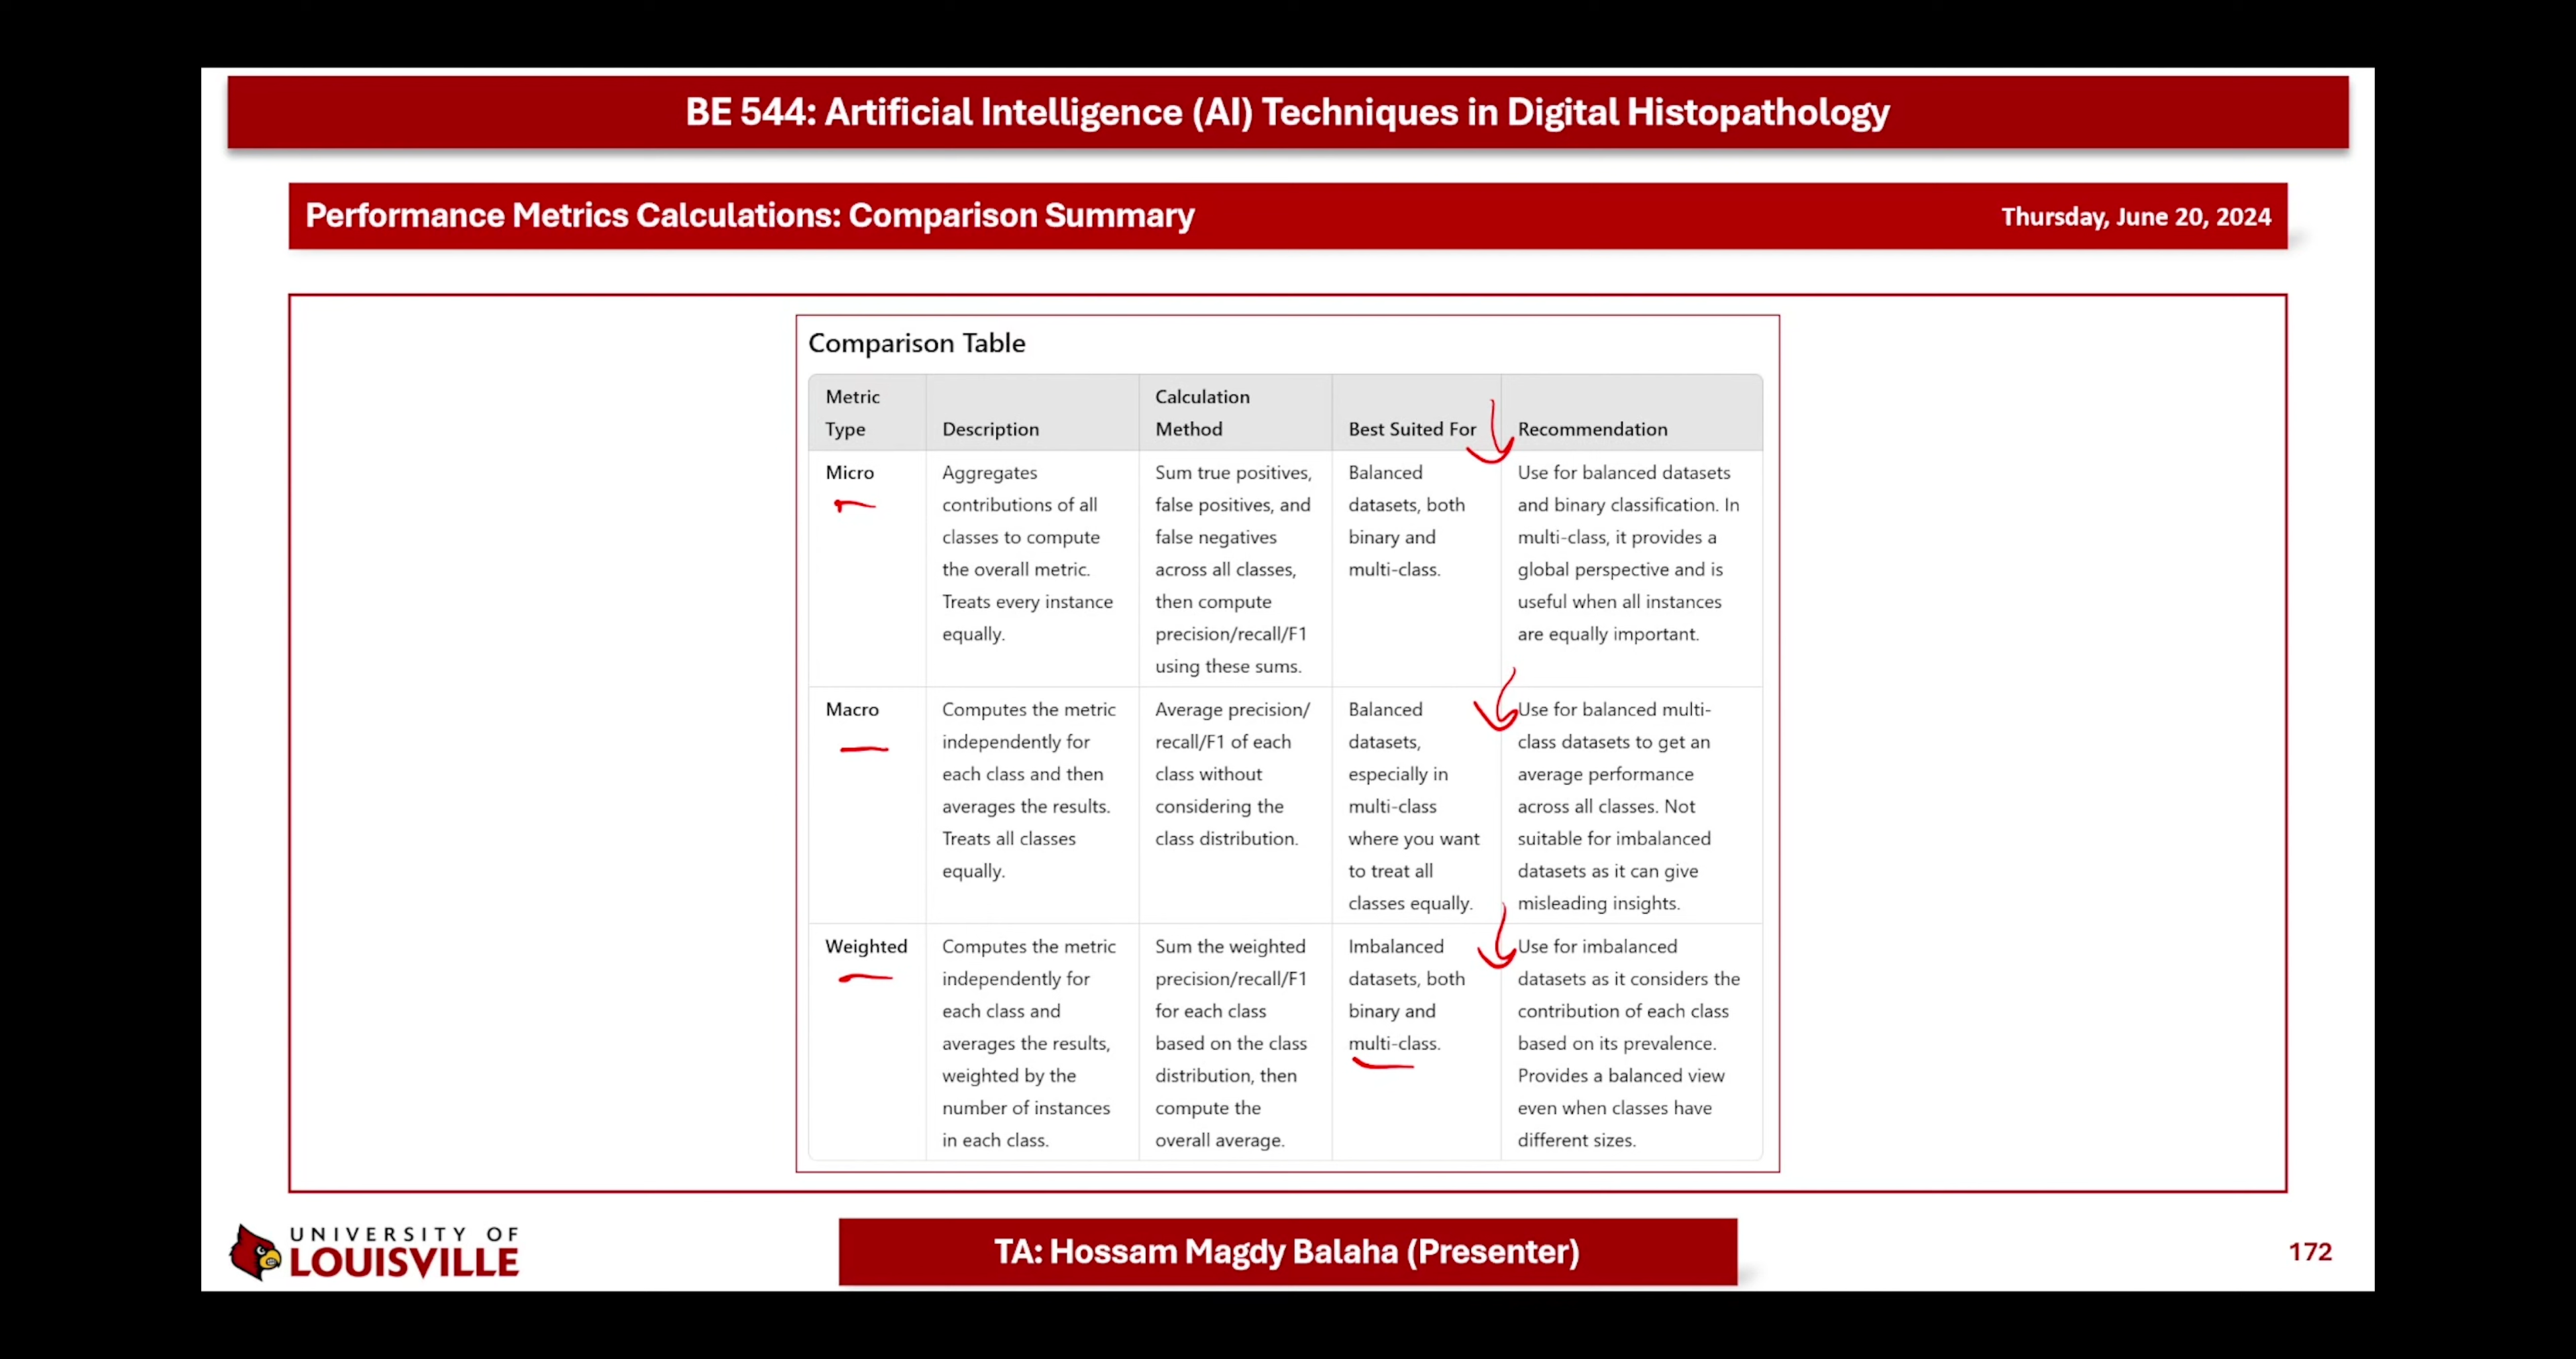 BE 544: Artificial Intelligence (AI) Techniques in Digital Histopathology
Performance Metrics Calculations: Comparison Summary
Thursday, June 20, 2024
Comparison Table
Metric
Type
Description
Calculation
Method
Best Suited For
Recommendation
Micro
Aggregates
contributions of all
classes to compute
the overall metric.
Treats every instance
equally.
Sum true positives,
false positives, and
false negatives
across all classes,
then compute
precision/recall/F1
using these sums.
Balanced
datasets, both
binary and
multi-class.
Use for balanced datasets
and binary classification. In
multi-class, it provides a
global perspective and is
useful when all instances
are equally important.
Macro
Computes the metric
independently for
each class and then
averages the results.
Treats all classes
equally.
Average precision/
recall/F1 of each
class without
considering the
class distribution.
Balanced
datasets,
especially in
multi-class
where you want
to treat all
classes equally.
Use for balanced multi-
class datasets to get an
average performance
across all classes. Not
suitable for imbalanced
datasets as it can give
misleading insights.
Weighted
Computes the metric
independently for
each class and
averages the results,
weighted by the
number of instances
in each class.
Sum the weighted
precision/recall/F1
for each class
based on the class
distribution, then
compute the
overall average.
Imbalanced
datasets, both
binary and
multi-class.
Use for imbalanced
datasets as it considers the
contribution of each class
based on its prevalence.
Provides a balanced view
even when classes have
different sizes.
UNIVERSITY OF
LOUISVILLE
TA: Hossam Magdy Balaha (Presenter)
172